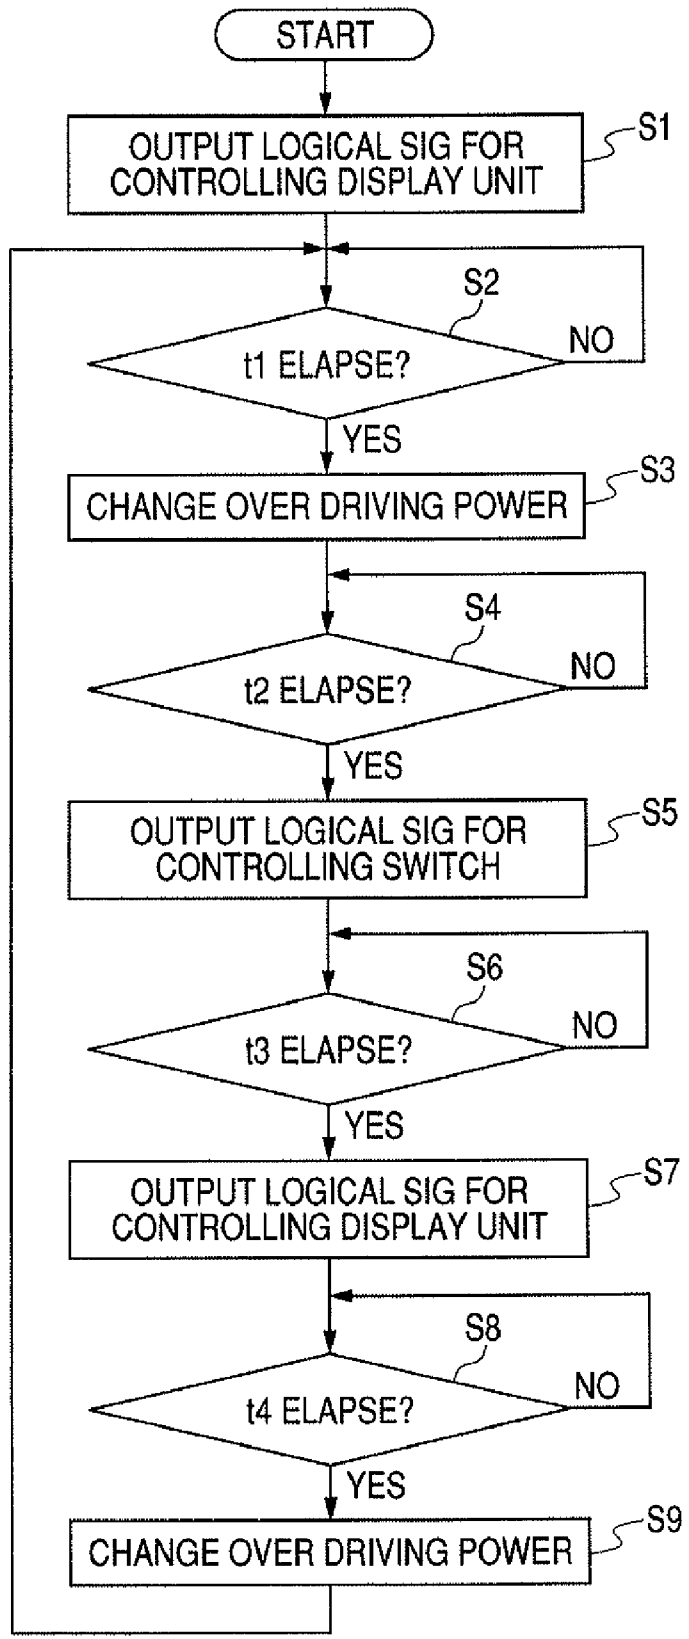 START
OUTPUT LOGICAL SIG FOR
CONTROLLING DISPLAY UNIT
S1
S2
t1 ELAPSE?
NO
YES
S3
CHANGE OVER DRIVING POWER
S4
t2 ELAPSE?
NO
YES
S5
OUTPUT LOGICAL SIG FOR
CONTROLLING SWITCH
S6
t3 ELAPSE?
NO
YES
S7
OUTPUT LOGICAL SIG FOR
CONTROLLING DISPLAY UNIT
S8
t4 ELAPSE?
NO
YES
S9
CHANGE OVER DRIVING POWER